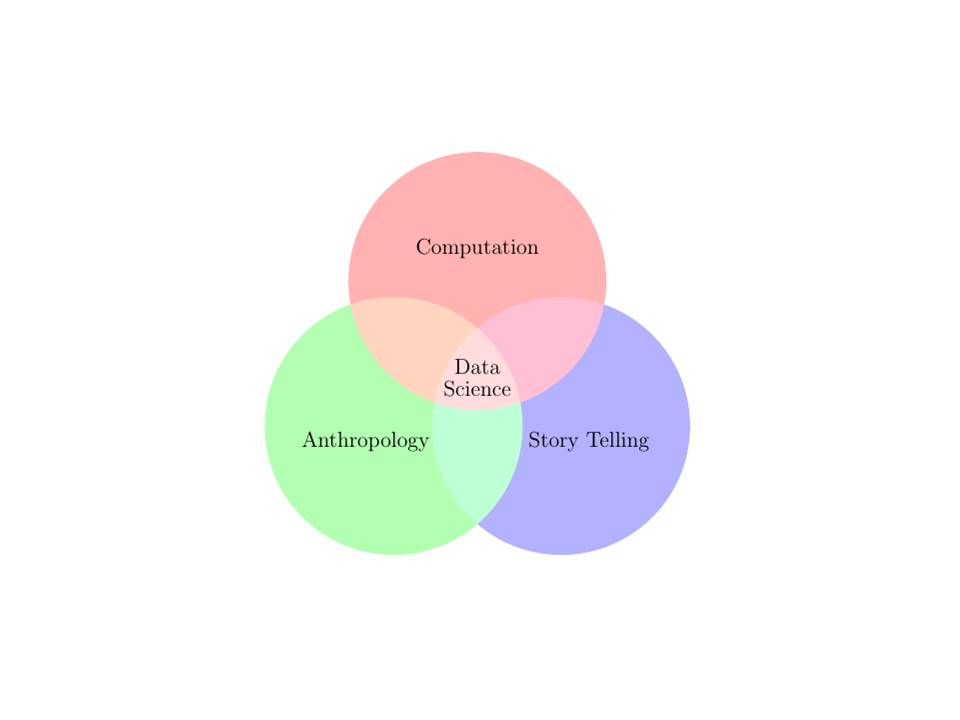 Computation
Data
Science
Anthropology
Story Telling